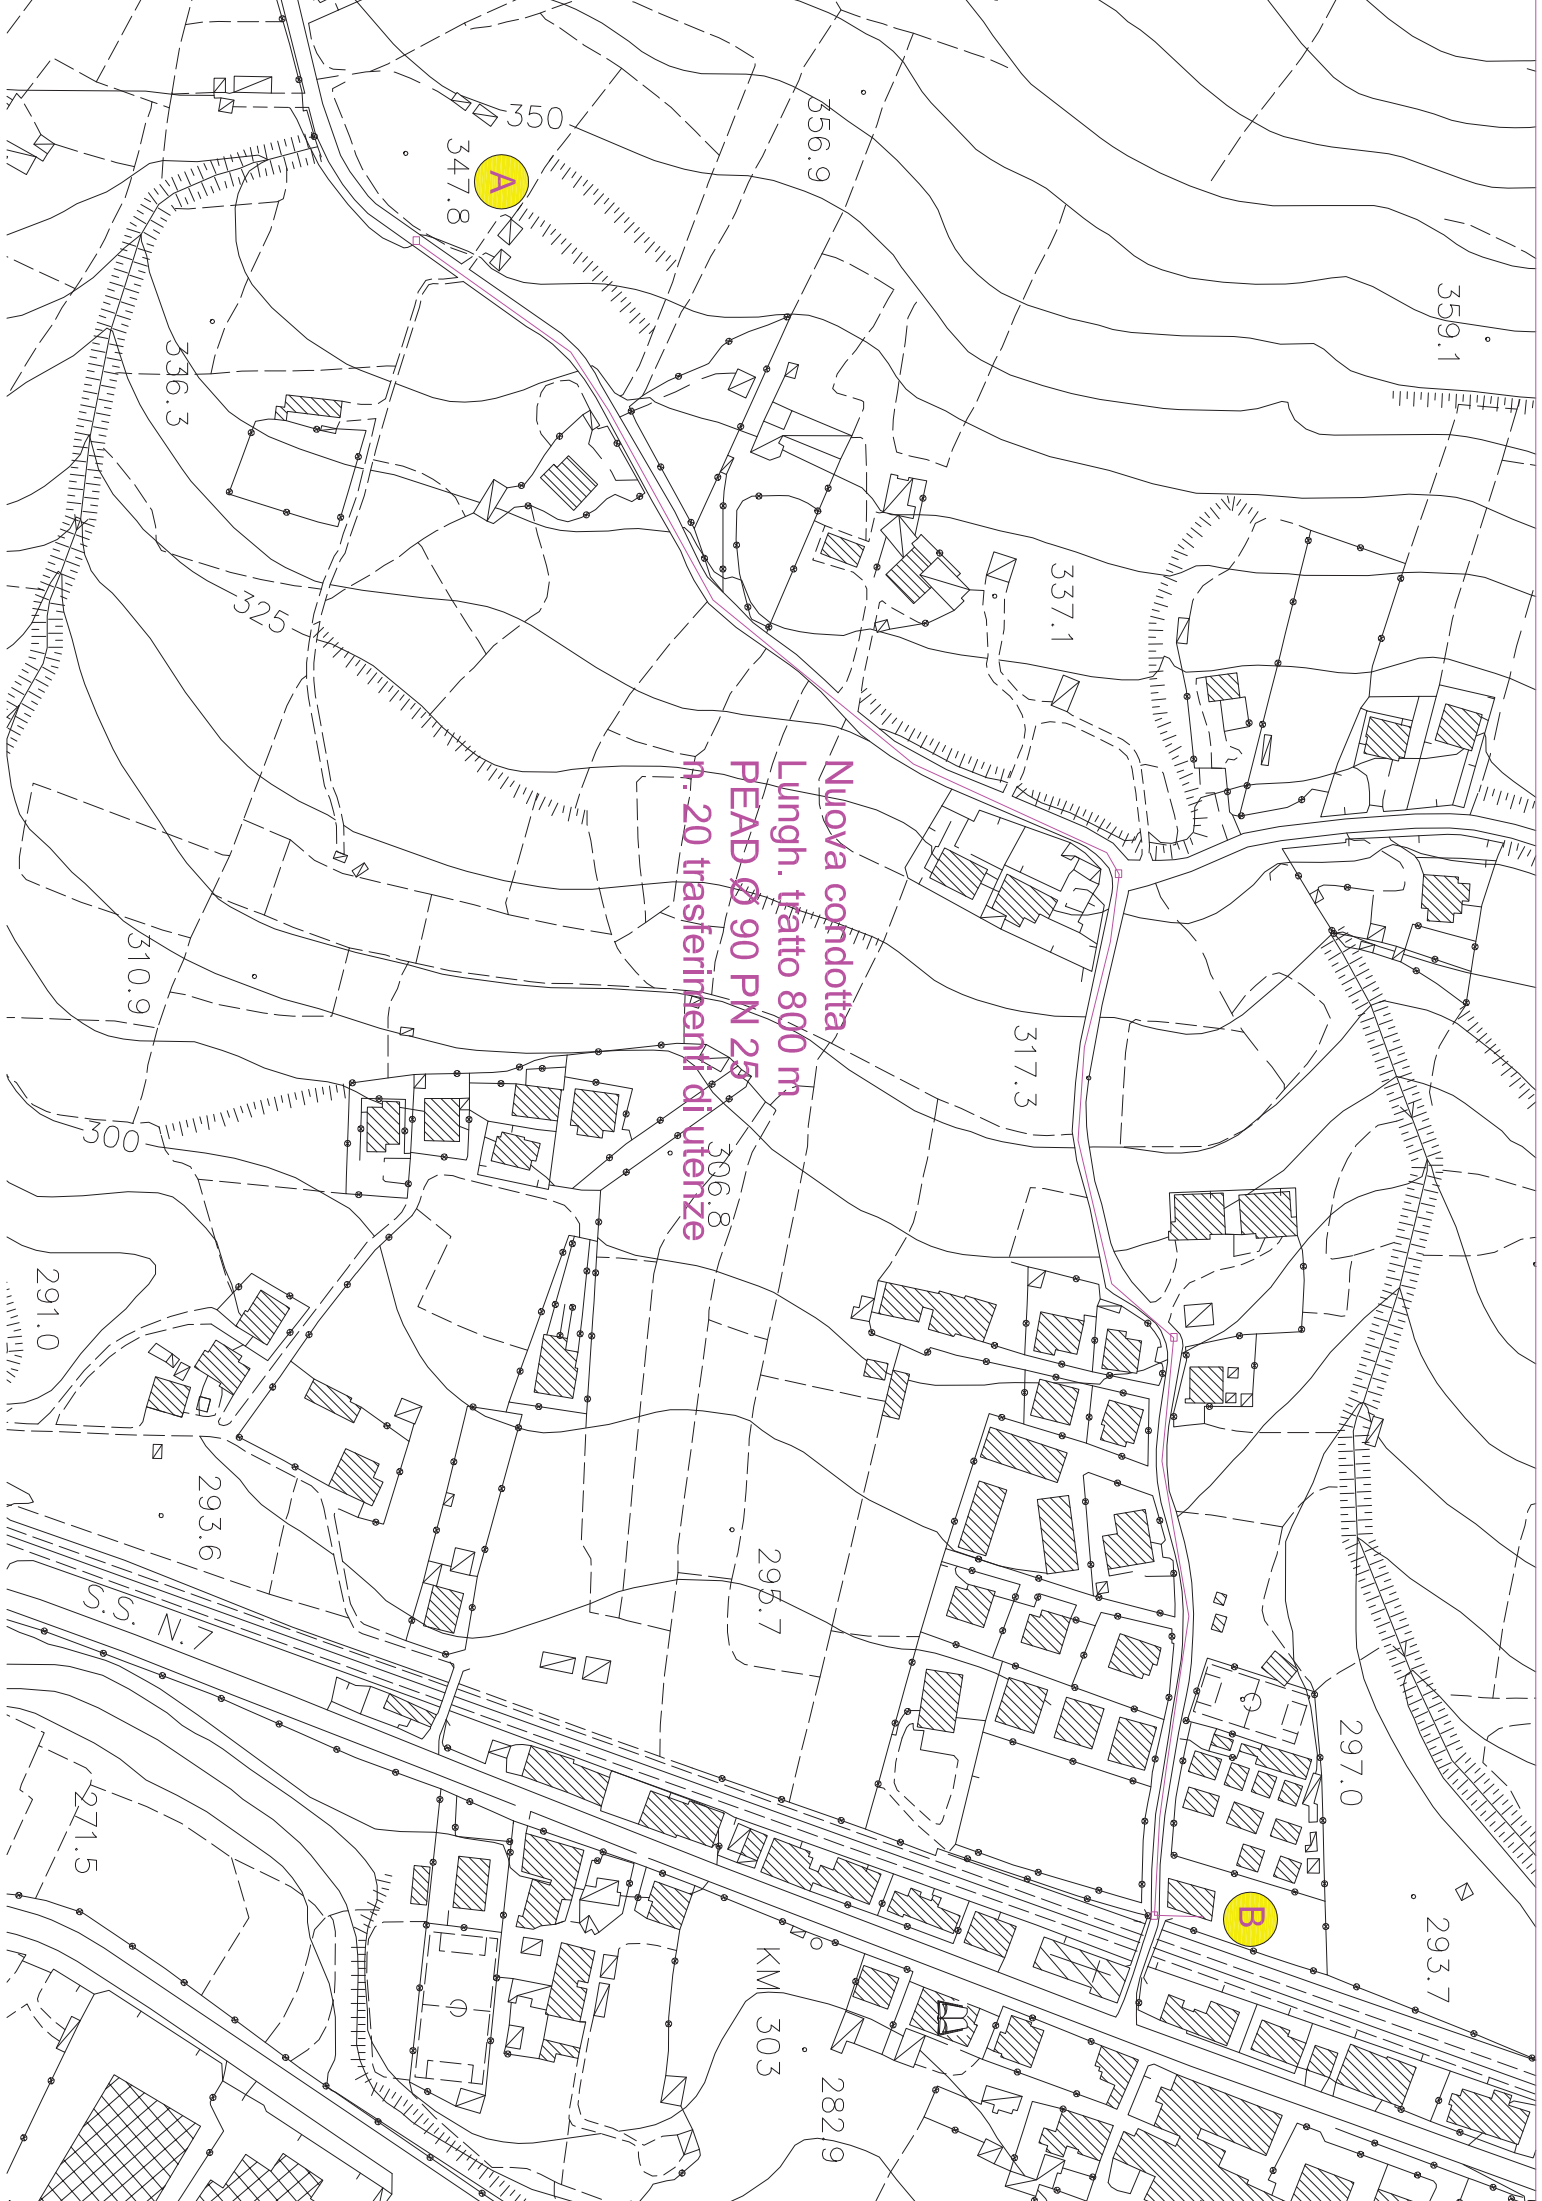 350
356.9
347.8
A
359.1
336.3
325
337.1
Nuova condotta
Lungh. tratto 800 m
PEAD Ø 90 PN 25
n. 20 trasferimenti di utenze
310.9
317.3
300
306.8
291.0
293.6
295.7
S.S. N.7
297.0
271.5
B
293.7
KM 303
282.9